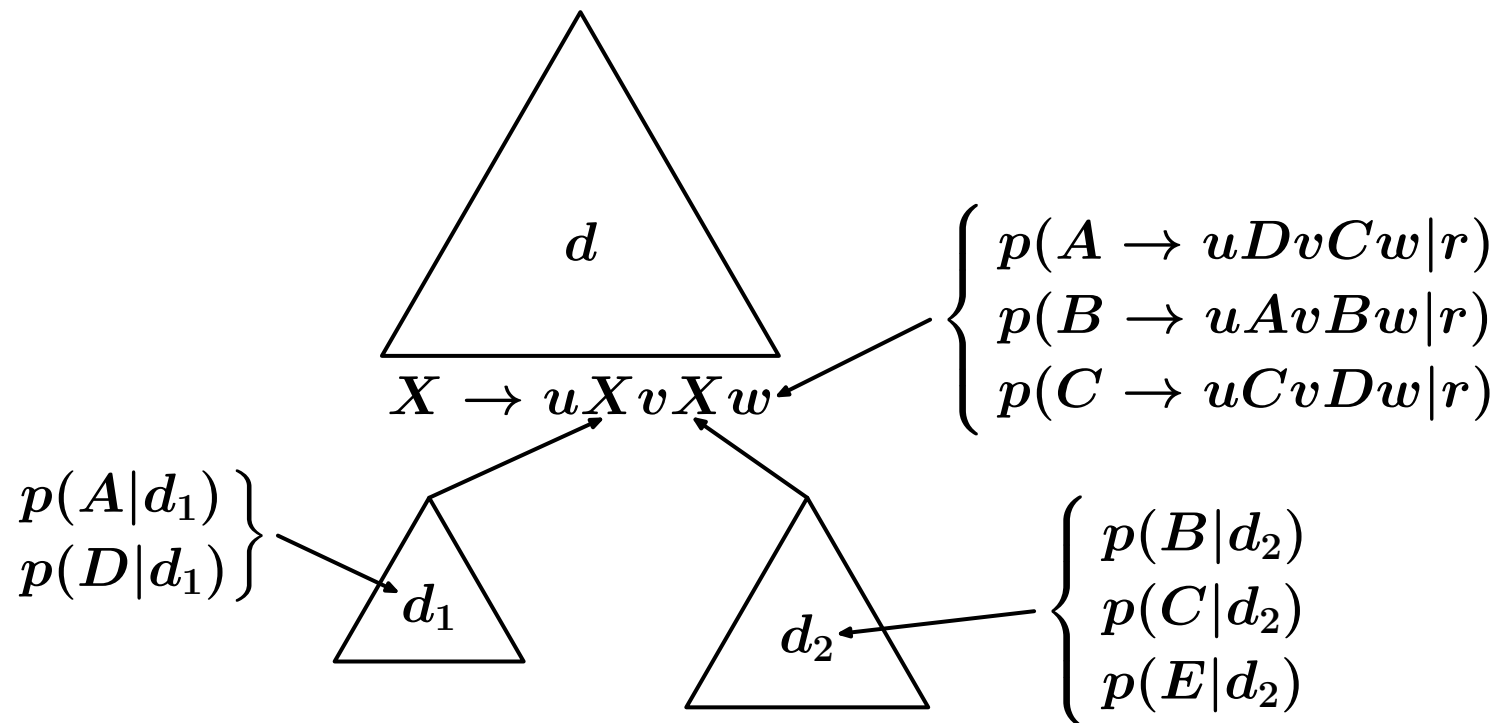 d
p(A → uDvCw|r)
p(B → uAvBw|r)
p(C → uCvDw|r)
X → uXvXw
p(A|d₁)
p(D|d₁)
d₁
d₂
p(B|d₂)
p(C|d₂)
p(E|d₂)